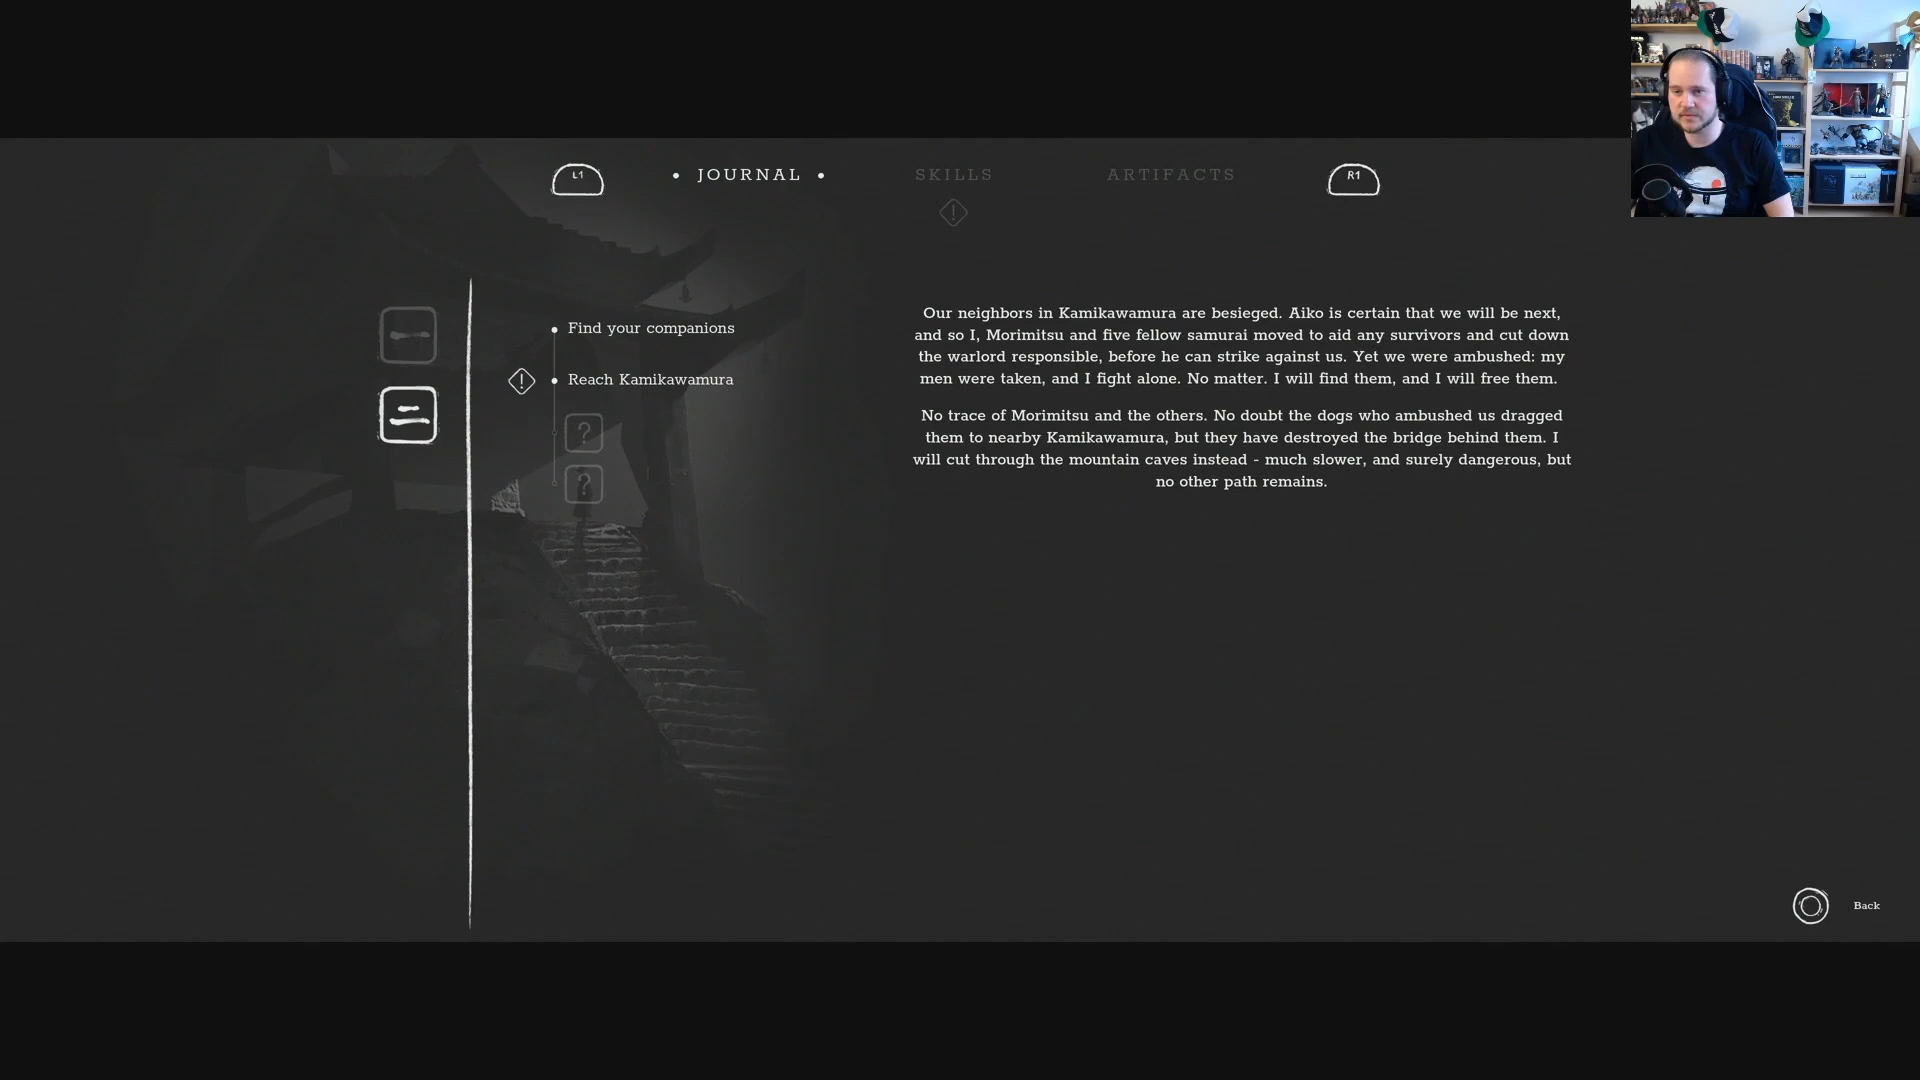 L1
• JOURNAL •
SKILLS
ARTIFACTS
R1
!
一
二
Find your companions
! Reach Kamikawamura
?
?
Our neighbors in Kamikawamura are besieged. Aiko is certain that we will be next,
and so I, Morimitsu and five fellow samurai moved to aid any survivors and cut down
the warlord responsible, before he can strike against us. Yet we were ambushed: my
men were taken, and I fight alone. No matter. I will find them, and I will free them.
No trace of Morimitsu and the others. No doubt the dogs who ambushed us dragged
them to nearby Kamikawamura, but they have destroyed the bridge behind them. I
will cut through the mountain caves instead - much slower, and surely dangerous, but
no other path remains.
Back